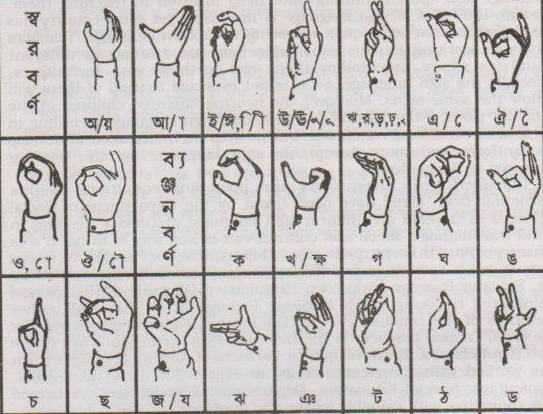 স্বরবর্ণ
অ/য় আ/া ই/ঈ,ি/ী উ/ঊ/ু/ূ ঋ,র,ড়,ঢ়,ৃ এ/ে ঐ/ৈ
ও,ো ঔ/ৌ
ব্যঞ্জনবর্ণ
ক খ/ক্ষ গ ঘ ঙ
চ ছ জ/য ঝ ঞ ট ঠ ড